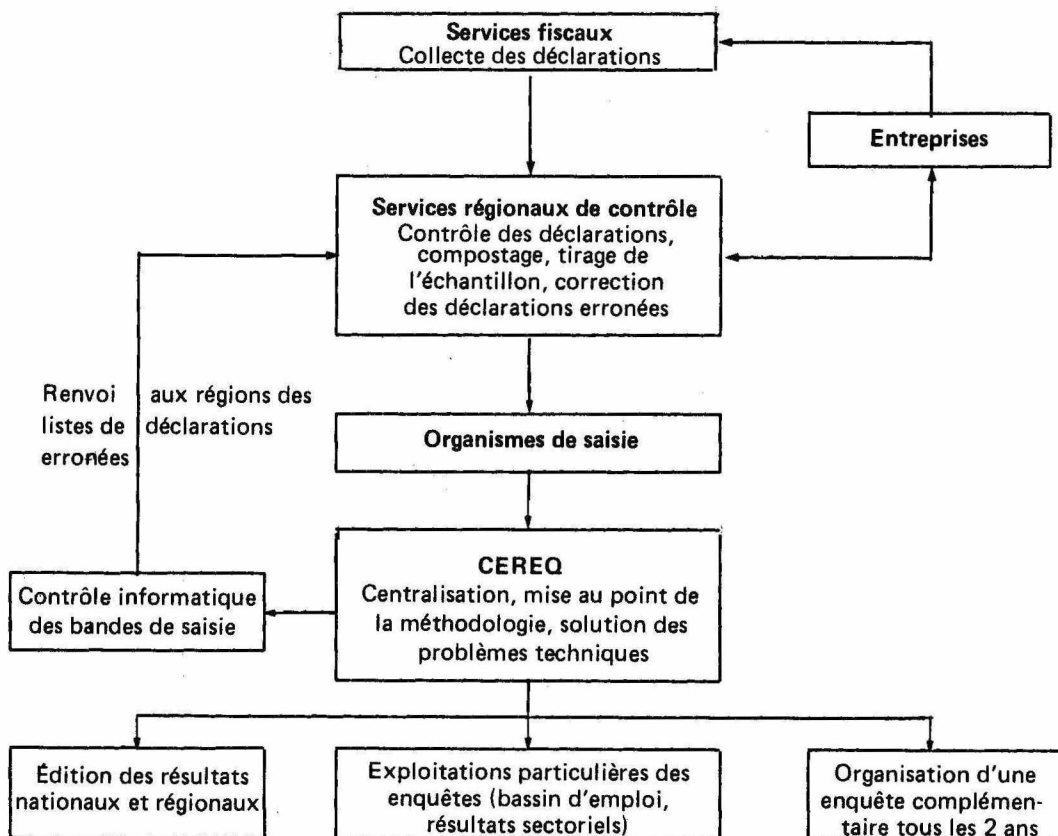 Services fiscaux
Collecte des déclarations
Entreprises
Services régionaux de contrôle
Contrôle des déclarations,
compostage, tirage de
l'échantillon, correction
des déclarations erronées
Renvoi aux régions des
listes de déclarations
erronées
Organismes de saisie
CEREQ
Centralisation, mise au point de
la méthodologie, solution des
problèmes techniques
Contrôle informatique
des bandes de saisie
Édition des résultats
nationaux et régionaux
Exploitations particulières des
enquêtes (bassin d'emploi,
résultats sectoriels)
Organisation d'une
enquête complémen-
taire tous les 2 ans